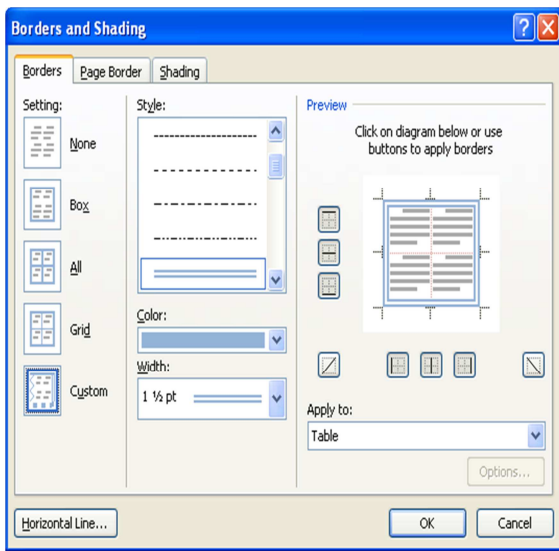 Borders and Shading
Borders
Page Border
Shading
Setting:
None
Box
All
Grid
Custom
Style:
Color:
Width:
1 ½ pt
Preview
Click on diagram below or use
buttons to apply borders
Apply to:
Table
Options...
Horizontal Line...
OK
Cancel